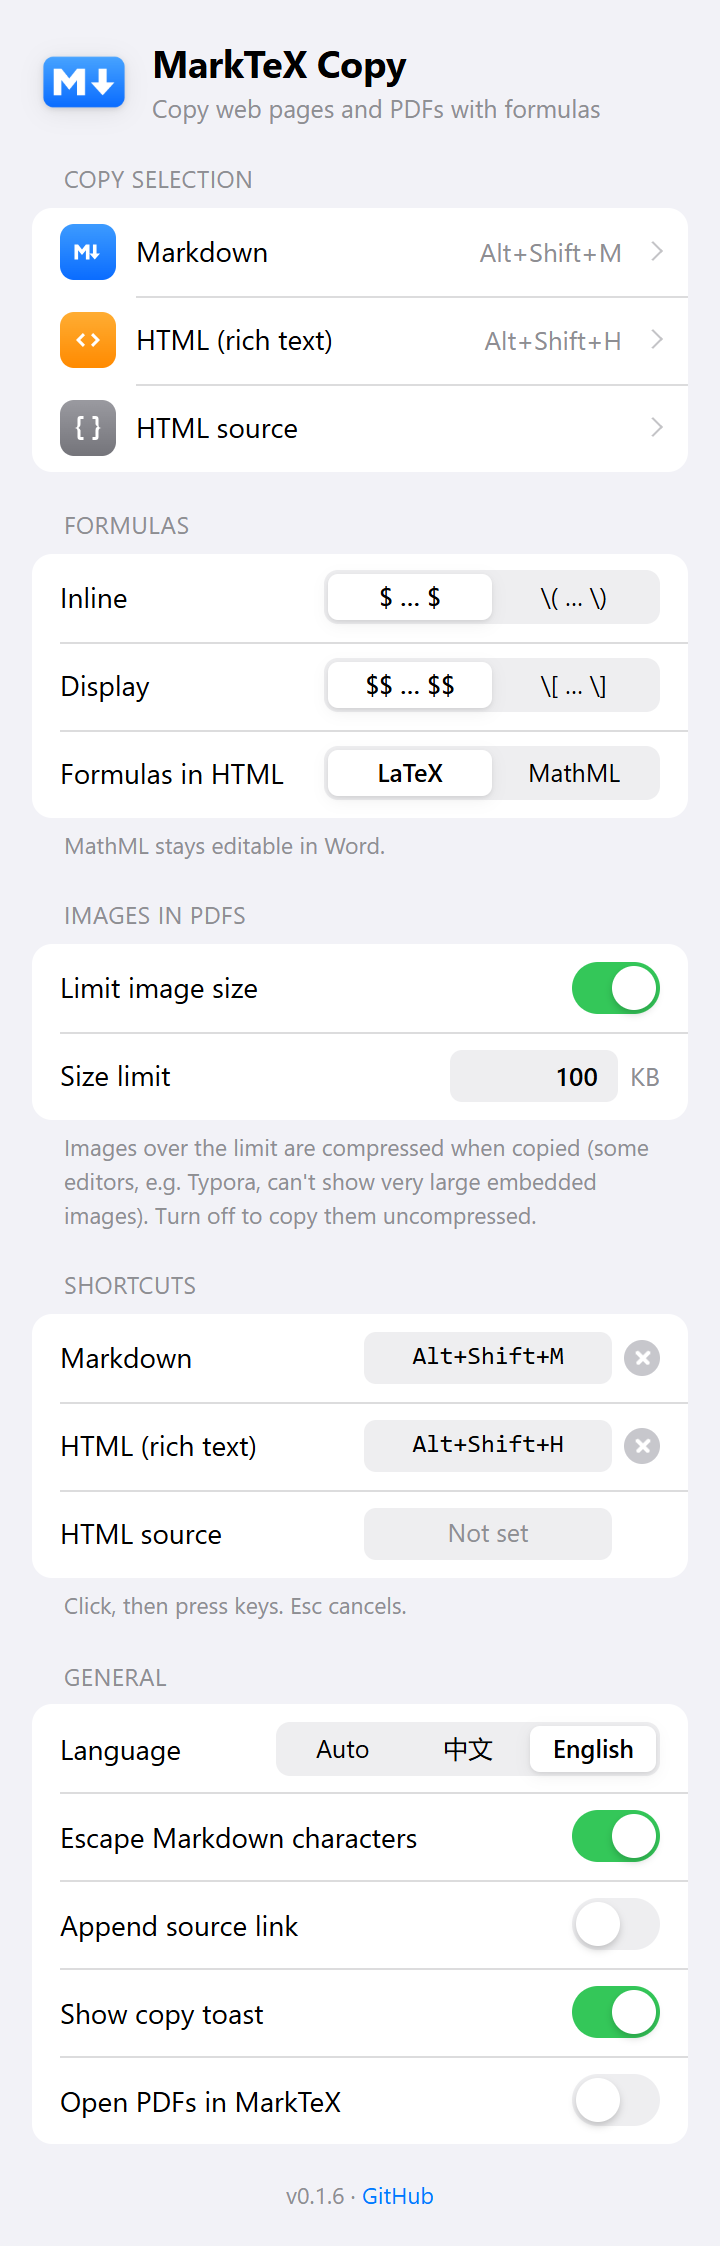 M↓
MarkTeX Copy
Copy web pages and PDFs with formulas
COPY SELECTION
M↓ Markdown Alt+Shift+M
<> HTML (rich text) Alt+Shift+H
{ } HTML source
FORMULAS
Inline $ ... $ \( ... \)
Display $$ ... $$ \[ ... \]
Formulas in HTML LaTeX MathML
MathML stays editable in Word.
IMAGES IN PDFS
Limit image size
Size limit 100 KB
Images over the limit are compressed when copied (some
editors, e.g. Typora, can't show very large embedded
images). Turn off to copy them uncompressed.
SHORTCUTS
Markdown Alt+Shift+M
HTML (rich text) Alt+Shift+H
HTML source Not set
Click, then press keys. Esc cancels.
GENERAL
Language Auto 中文 English
Escape Markdown characters
Append source link
Show copy toast
Open PDFs in MarkTeX
v0.1.6 · GitHub